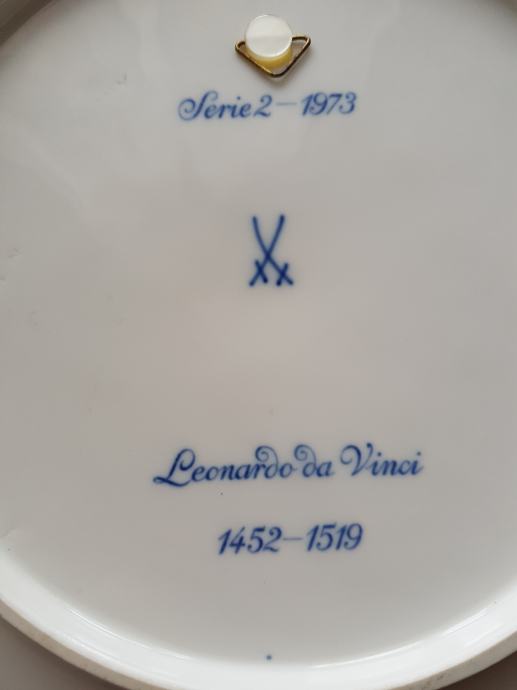 Serie 2 — 1973
Leonardo da Vinci
1452 — 1519